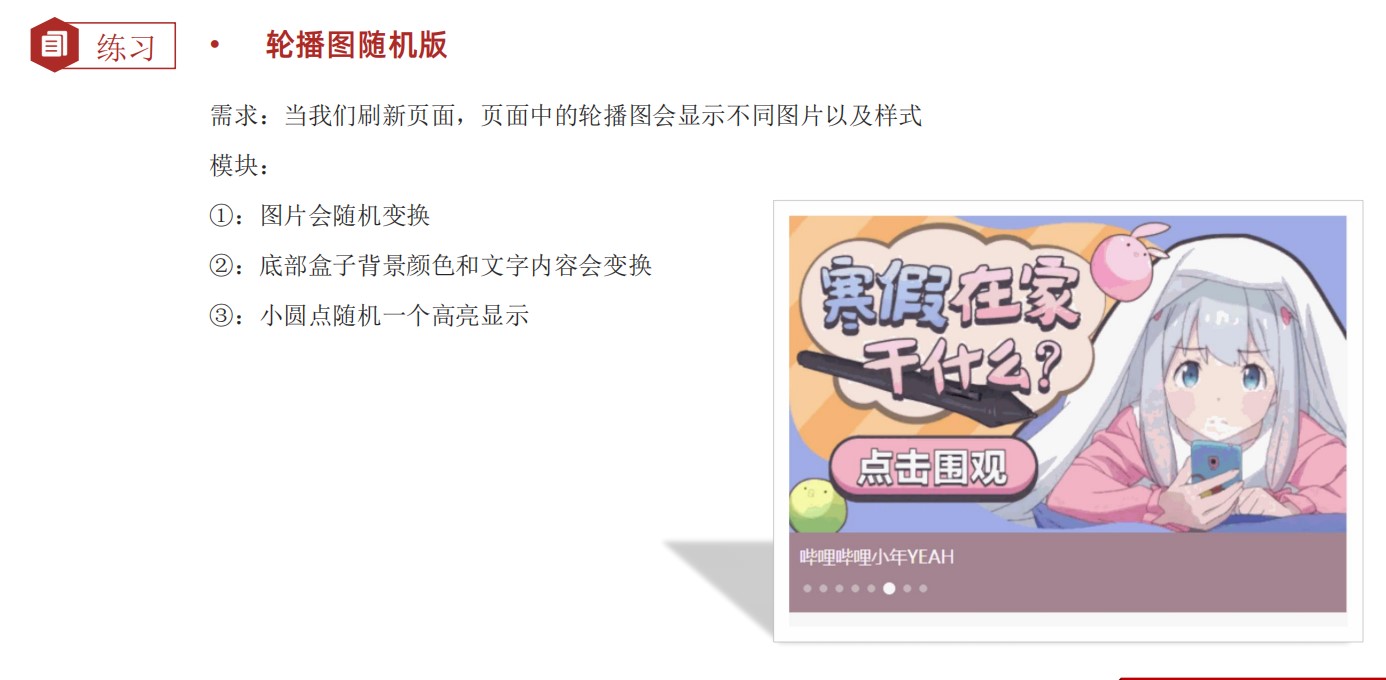 练习
• 轮播图随机版
需求：当我们刷新页面，页面中的轮播图会显示不同图片以及样式
模块：
①：图片会随机变换
②：底部盒子背景颜色和文字内容会变换
③：小圆点随机一个高亮显示
寒假在家
干什么？
点击围观
哔哩哔哩小年YEAH